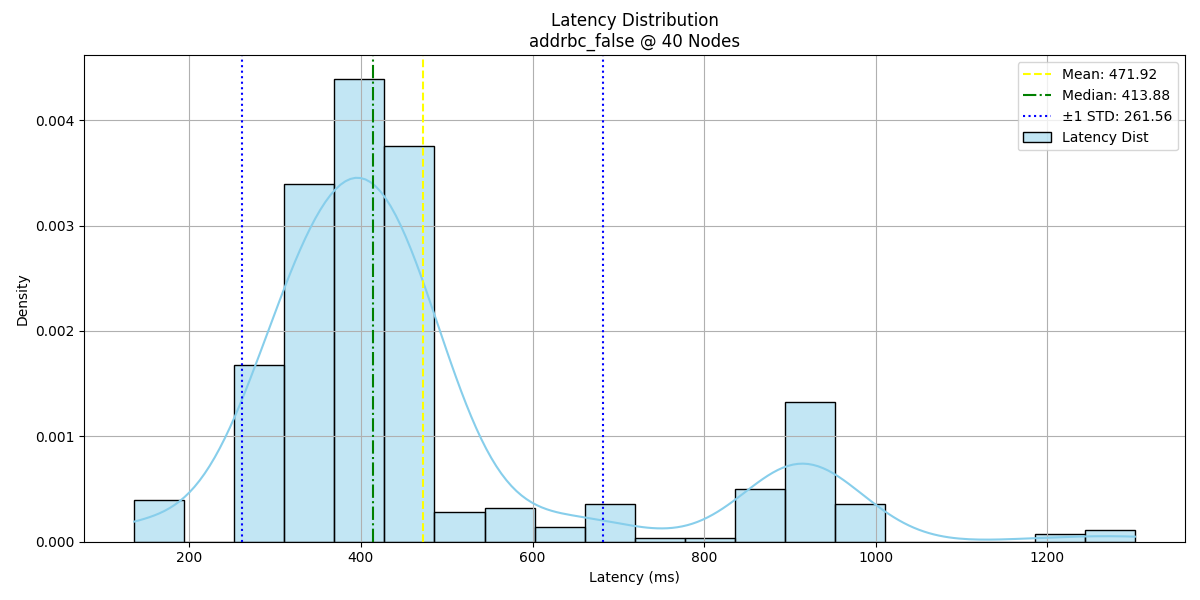 Latency Distribution
addrbc_false @ 40 Nodes
Mean: 471.92
Median: 413.88
±1 STD: 261.56
Latency Dist
Density
0.004
0.003
0.002
0.001
0.000
200 400 600 800 1000 1200
Latency (ms)